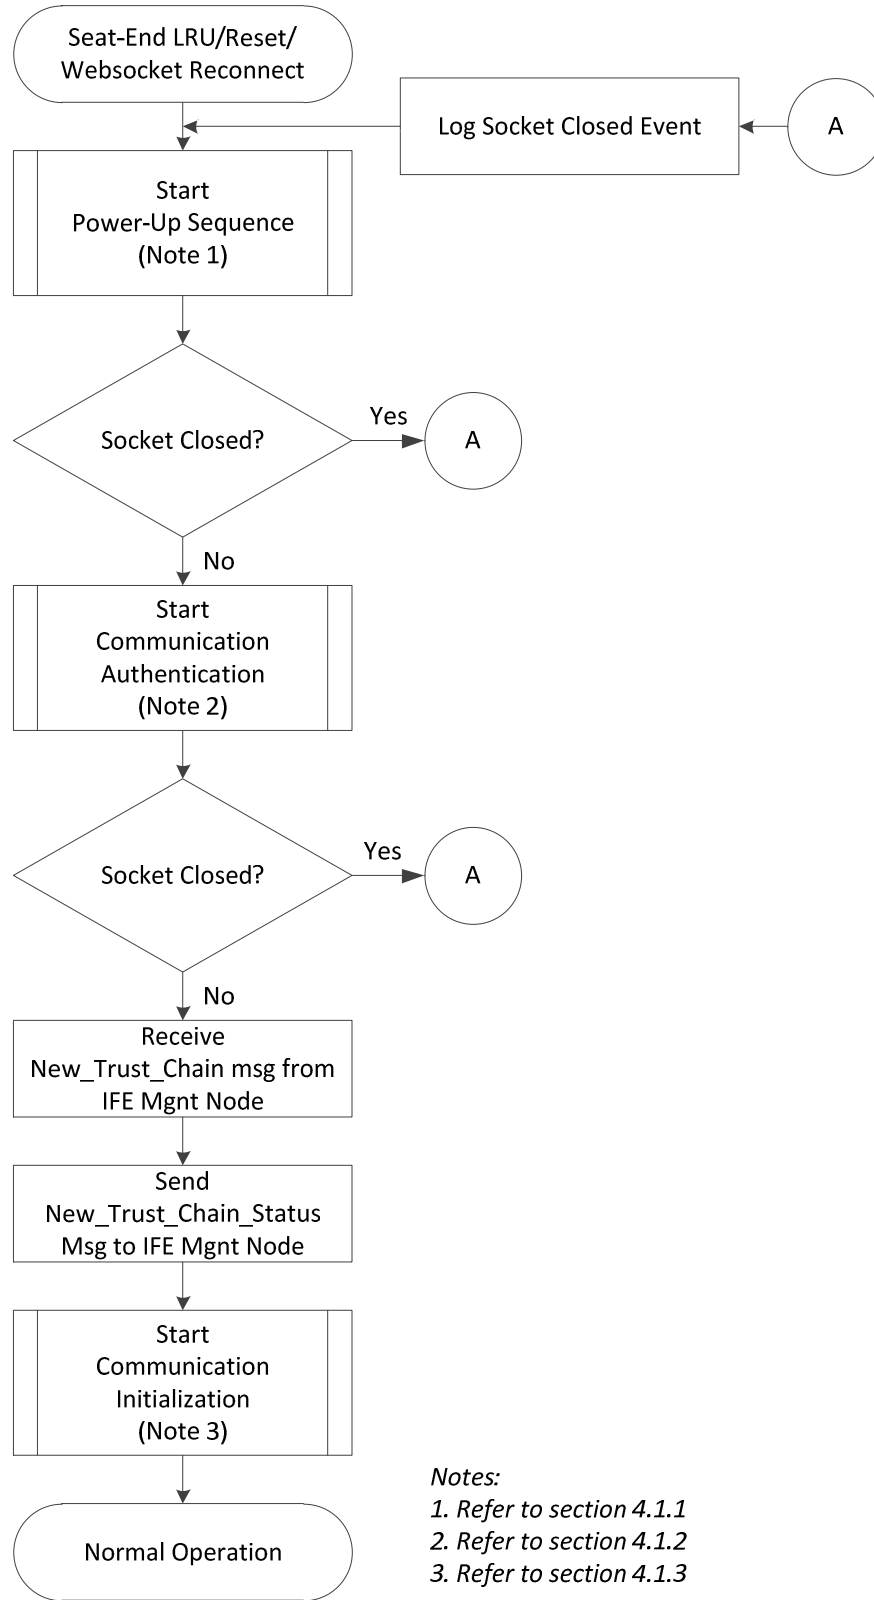 Seat-End LRU/Reset/
Websocket Reconnect
Log Socket Closed Event
A
Start
Power-Up Sequence
(Note 1)
Socket Closed?
Yes
A
No
Start
Communication
Authentication
(Note 2)
Socket Closed?
Yes
A
No
Receive
New_Trust_Chain msg from
IFE Mgnt Node
Send
New_Trust_Chain_Status
Msg to IFE Mgnt Node
Start
Communication
Initialization
(Note 3)
Normal Operation
Notes:
1. Refer to section 4.1.1
2. Refer to section 4.1.2
3. Refer to section 4.1.3